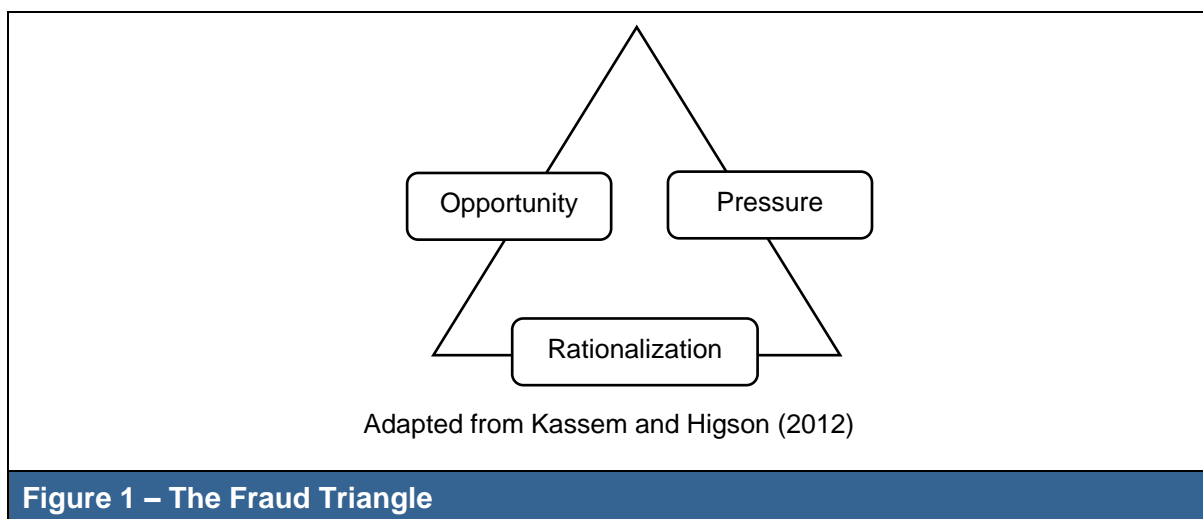 Opportunity
Pressure
Rationalization
Adapted from Kassem and Higson (2012)
Figure 1 – The Fraud Triangle